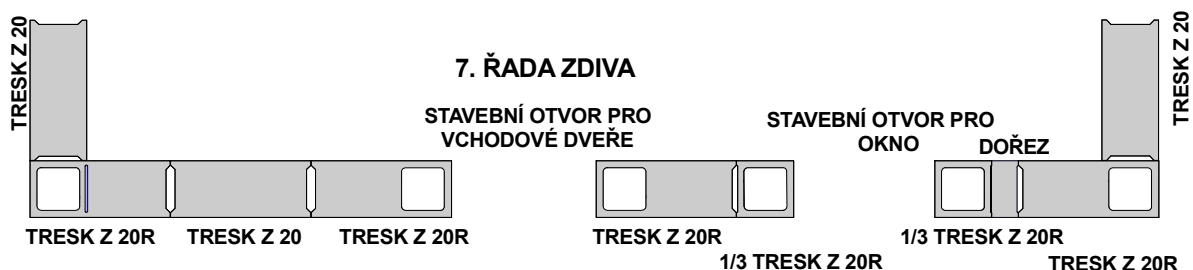 TRESK Z 20
TRESK Z 20
7. ŘADA ZDIVA
STAVEBNÍ OTVOR PRO
VCHODOVÉ DVEŘE
STAVEBNÍ OTVOR PRO
OKNO
DOŘEZ
TRESK Z 20R
TRESK Z 20
TRESK Z 20R
TRESK Z 20R
1/3 TRESK Z 20R
1/3 TRESK Z 20R
TRESK Z 20R